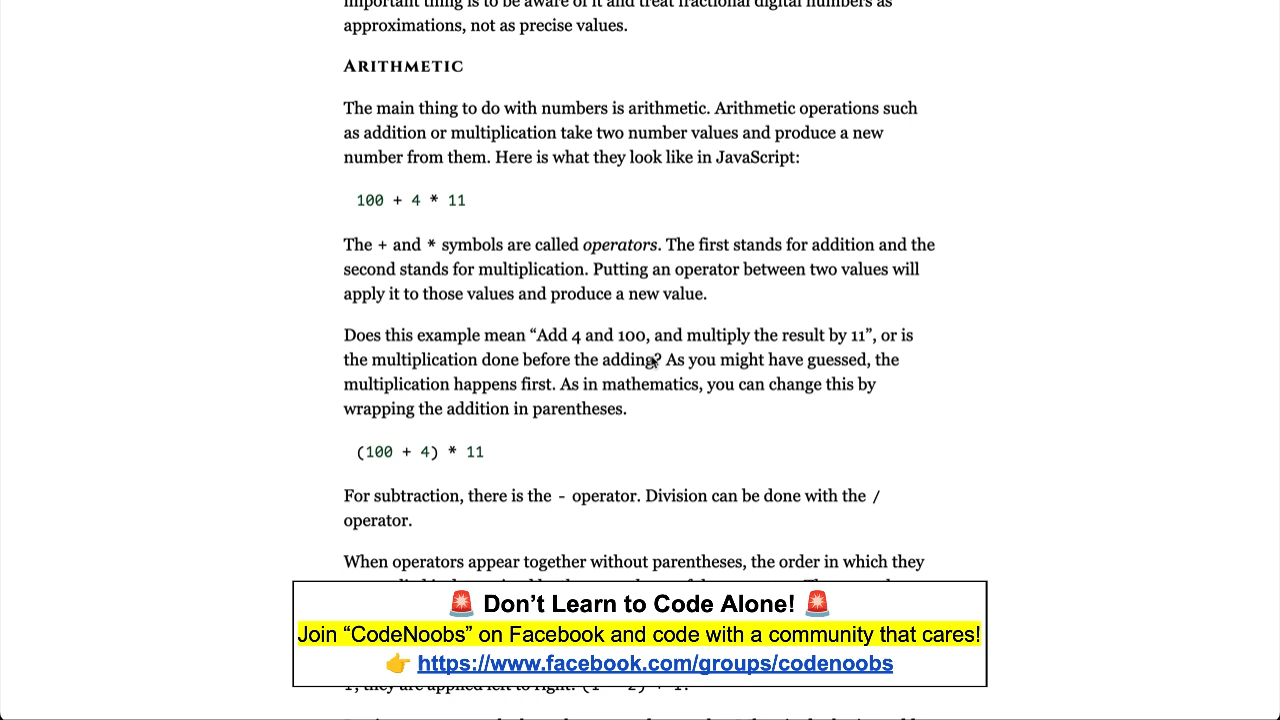 important thing is to be aware of it and treat fractional digital numbers as
approximations, not as precise values.
ARITHMETIC
The main thing to do with numbers is arithmetic. Arithmetic operations such
as addition or multiplication take two number values and produce a new
number from them. Here is what they look like in JavaScript:
100 + 4 * 11
The + and * symbols are called operators. The first stands for addition and the
second stands for multiplication. Putting an operator between two values will
apply it to those values and produce a new value.
Does this example mean “Add 4 and 100, and multiply the result by 11”, or is
the multiplication done before the adding? As you might have guessed, the
multiplication happens first. As in mathematics, you can change this by
wrapping the addition in parentheses.
(100 + 4) * 11
For subtraction, there is the - operator. Division can be done with the /
operator.
When operators appear together without parentheses, the order in which they
🚨 Don’t Learn to Code Alone! 🚨
Join “CodeNoobs” on Facebook and code with a community that cares!
👉 https://www.facebook.com/groups/codenoobs
they are applied left to right: